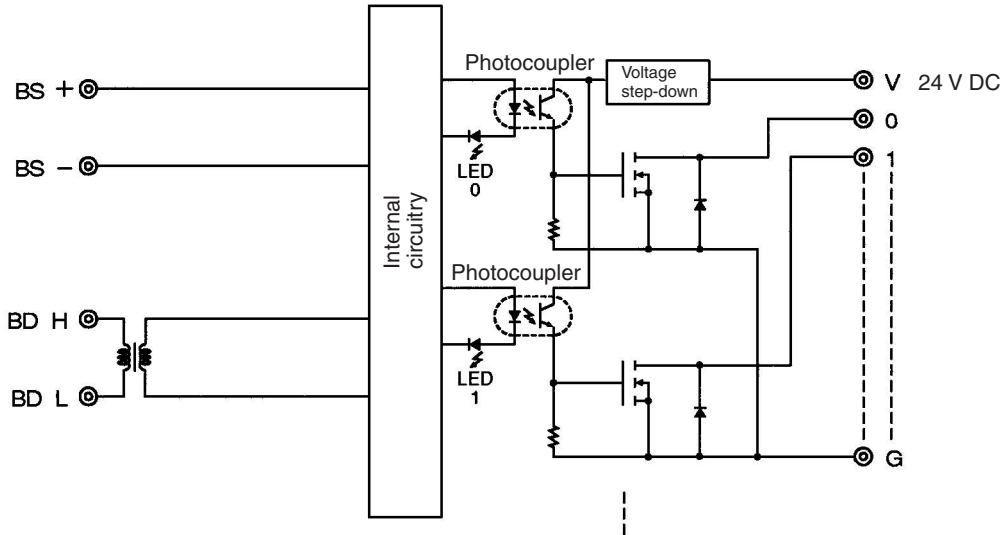 Photocoupler
Voltage
step-down
V 24 V DC
BS +
0
BS −
LED
0
1
Internal
circuitry
Photocoupler
BD H
LED
1
BD L
G